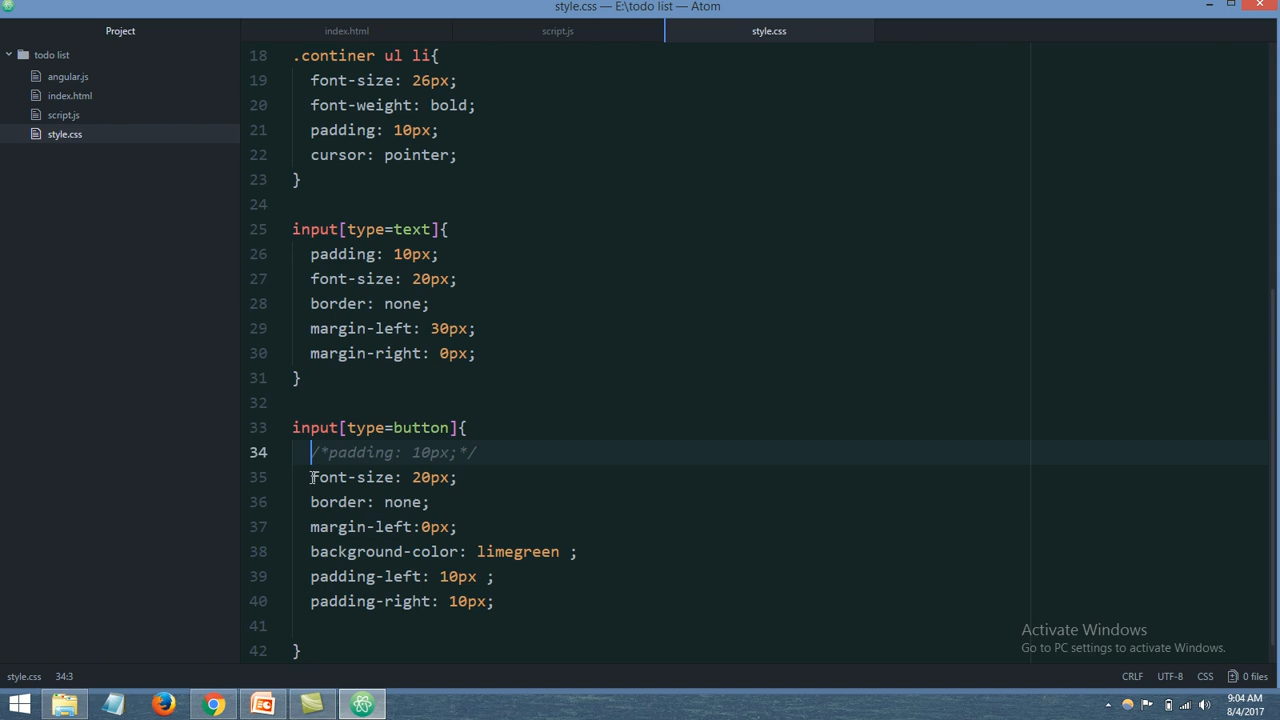 style.css — E:\todo list — Atom
Project
index.html
script.js
style.css
todo list
angular.js
index.html
script.js
style.css
18 .continer ul li{
19 font-size: 26px;
20 font-weight: bold;
21 padding: 10px;
22 cursor: pointer;
23 }
24
25 input[type=text]{
26 padding: 10px;
27 font-size: 20px;
28 border: none;
29 margin-left: 30px;
30 margin-right: 0px;
31 }
32
33 input[type=button]{
34 /*padding: 10px;*/
35 font-size: 20px;
36 border: none;
37 margin-left:0px;
38 background-color: limegreen ;
39 padding-left: 10px ;
40 padding-right: 10px;
41
42 }
Activate Windows
Go to PC settings to activate Windows.
style.css 34:3
CRLF UTF-8 CSS 0 files
9:04 AM
8/4/2017